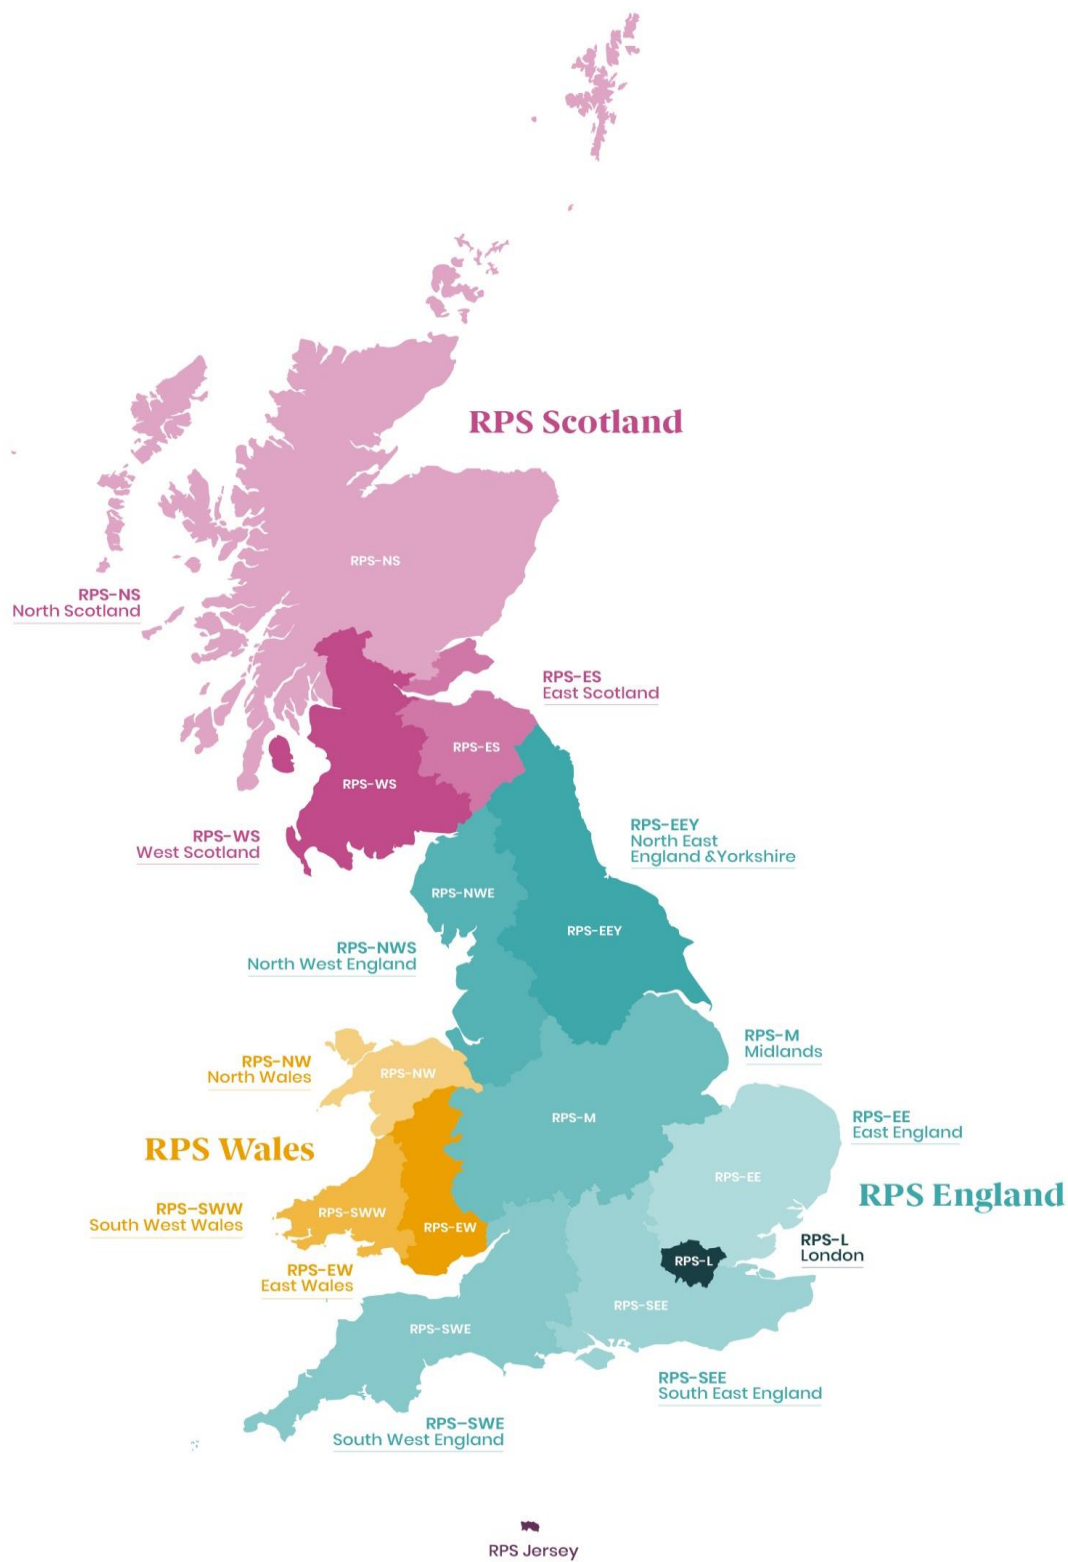 RPS Scotland
RPS-NS
RPS-NS
North Scotland
RPS-ES
East Scotland
RPS-ES
RPS-WS
RPS-WS
West Scotland
RPS-EEY
North East
England &Yorkshire
RPS-NWE
RPS-EEY
RPS-NWS
North West England
RPS-M
Midlands
RPS-NW
North Wales
RPS-NW
RPS-M
RPS-EE
East England
RPS Wales
RPS-EE
RPS England
RPS–SWW
South West Wales
RPS-SWW
RPS-EW
RPS-L
London
RPS-L
RPS-EW
East Wales
RPS-SEE
RPS-SWE
RPS-SEE
South East England
RPS–SWE
South West England
RPS Jersey